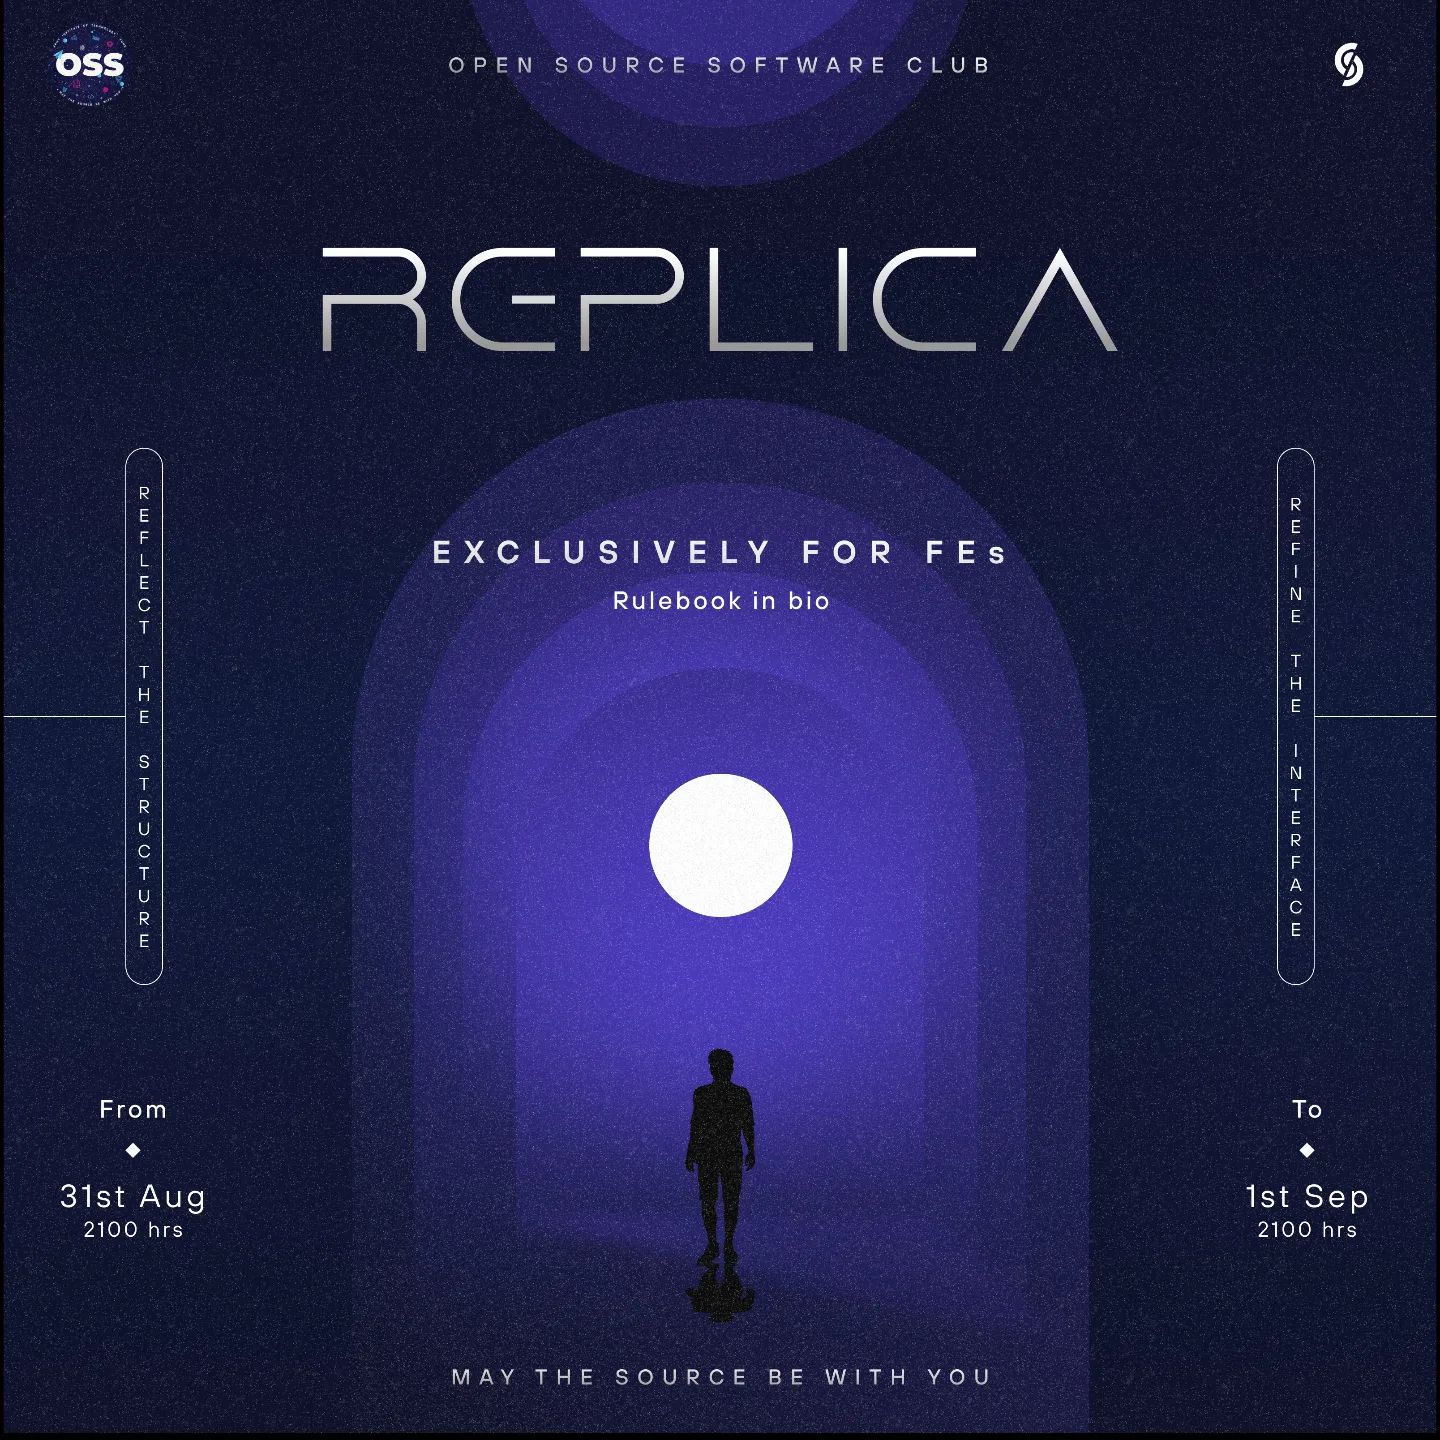 OSS
OPEN SOURCE SOFTWARE CLUB
REPLICA
EXCLUSIVELY FOR FEs
Rulebook in bio
REFLECT THE STRUCTURE
REFINE THE INTERFACE
From
31st Aug
2100 hrs
To
1st Sep
2100 hrs
MAY THE SOURCE BE WITH YOU